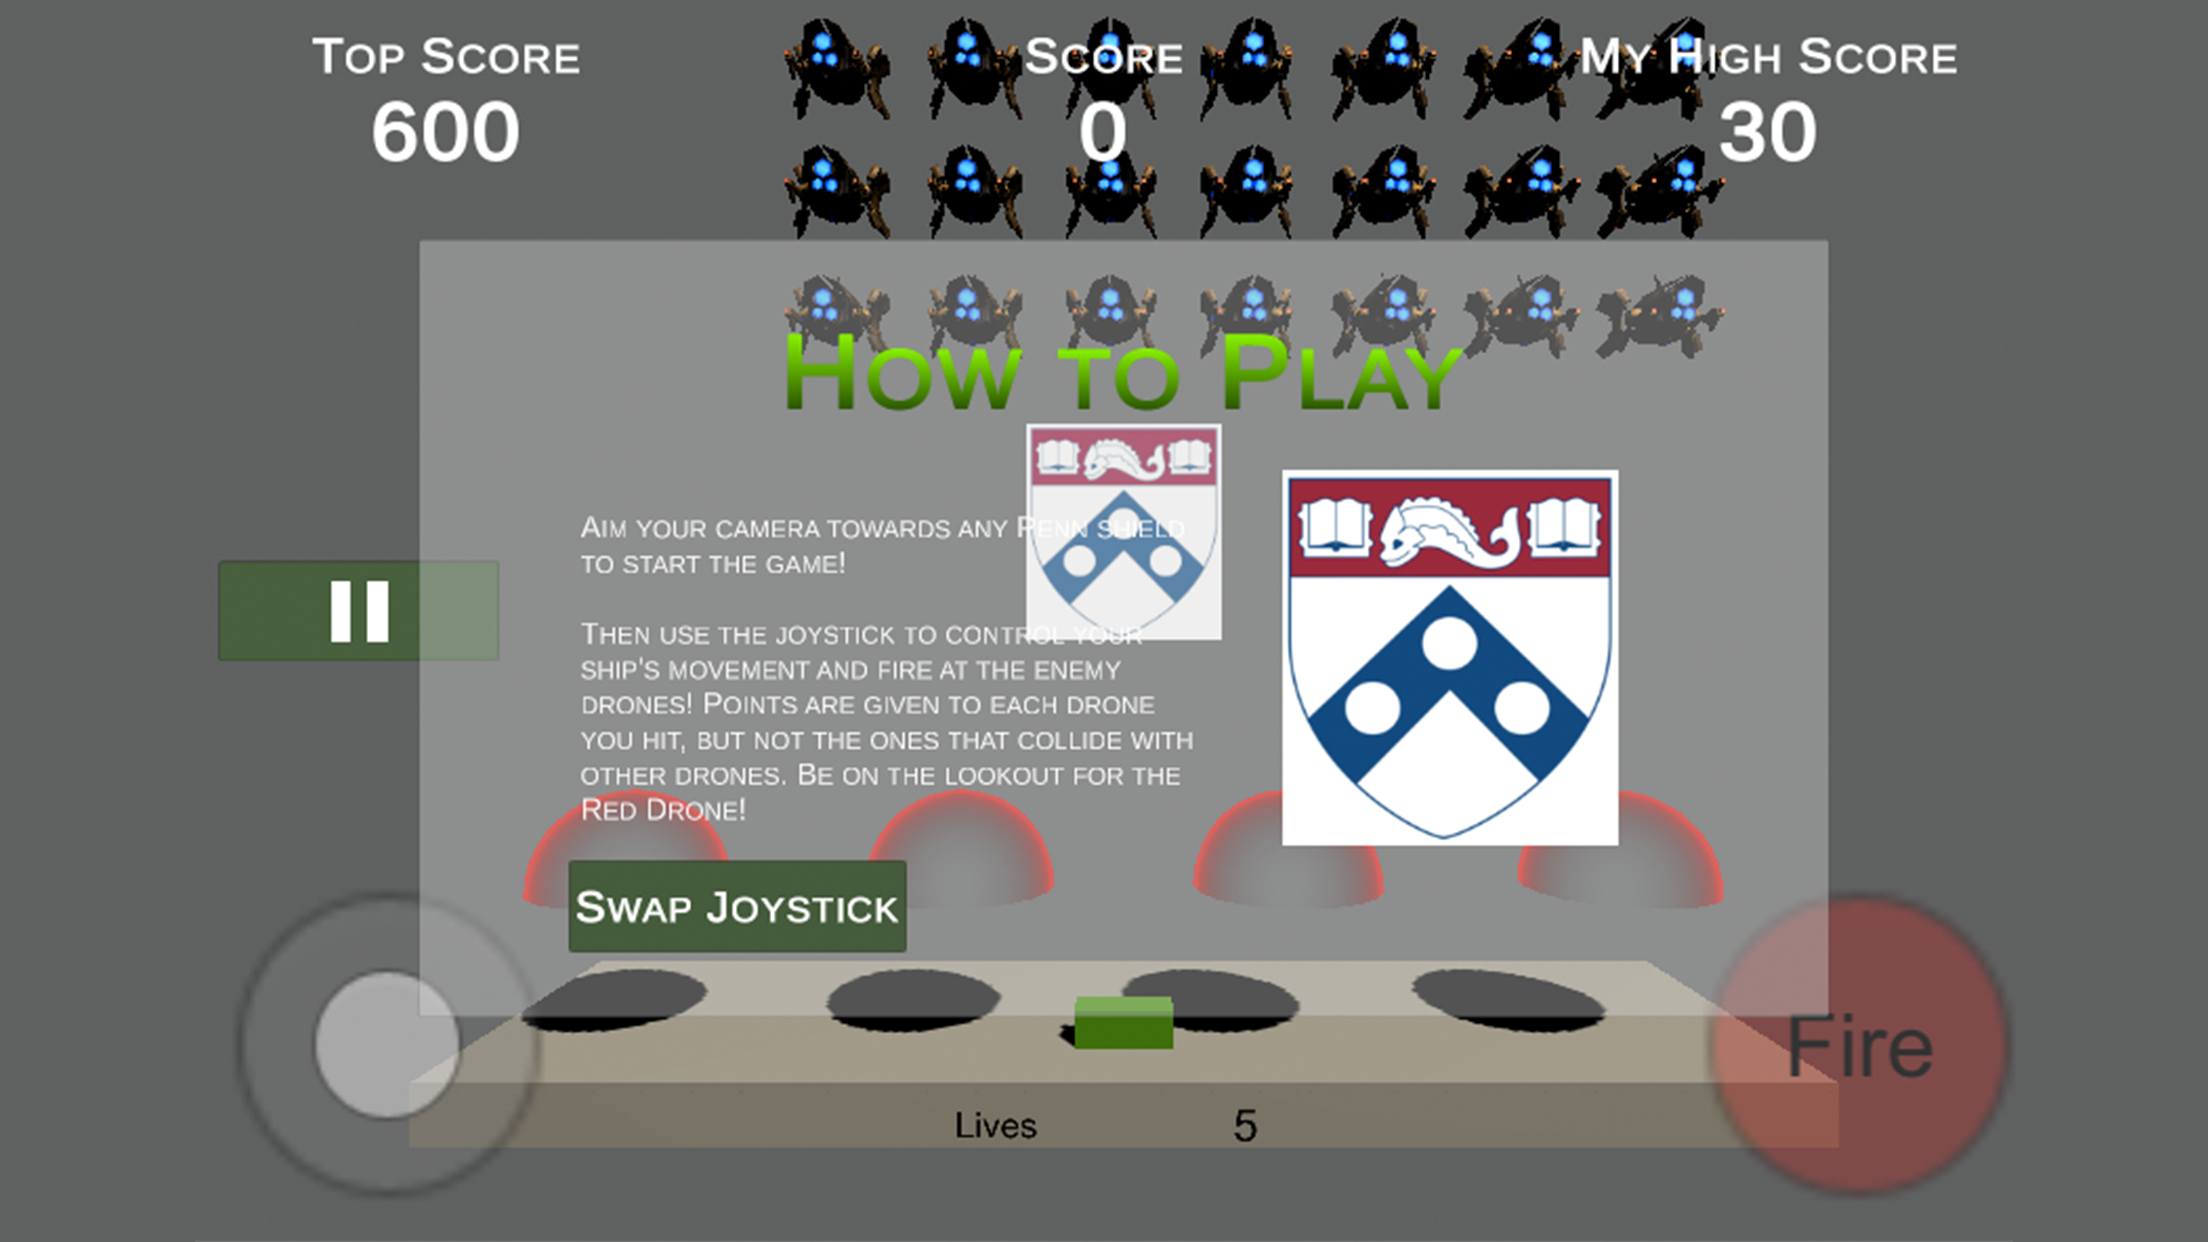 Top Score
600
Score
0
My High Score
30
How to Play
Aim your camera towards any Penn shield
to start the game!
Then use the joystick to control your
ship's movement and fire at the enemy
drones! Points are given to each drone
you hit, but not the ones that collide with
other drones. Be on the lookout for the
Red Drone!
Swap Joystick
Fire
Lives 5